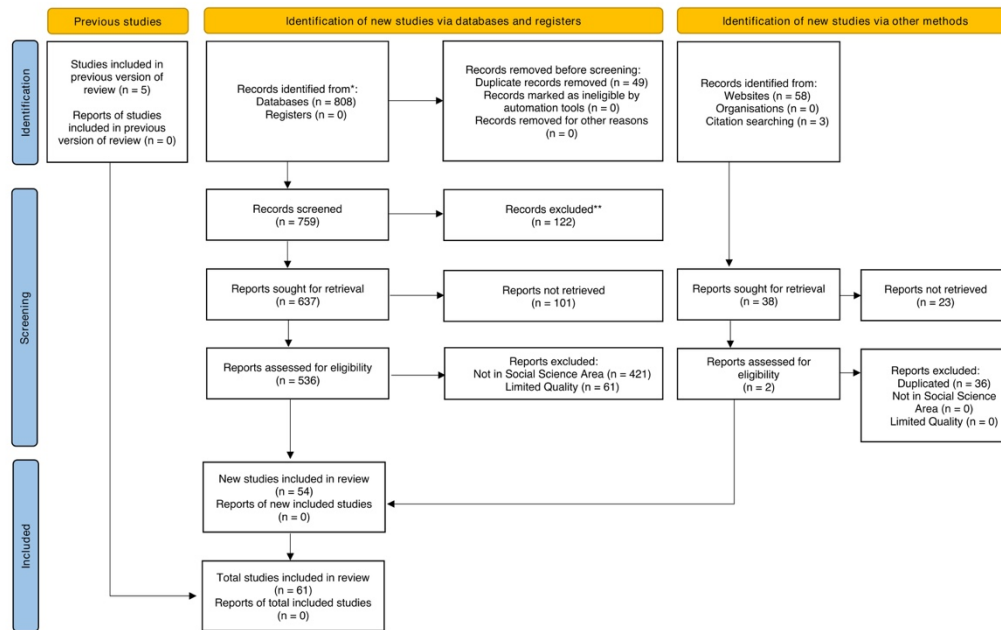 Previous studies
Identification of new studies via databases and registers
Identification of new studies via other methods
Identification
Studies included in
previous version of
review (n = 5)
Reports of studies
included in previous
version of review (n = 0)
Records identified from*:
Databases (n = 808)
Registers (n = 0)
Records removed before screening:
Duplicate records removed (n = 49)
Records marked as ineligible by
automation tools (n = 0)
Records removed for other reasons
(n = 0)
Records identified from:
Websites (n = 58)
Organisations (n = 0)
Citation searching (n = 3)
Screening
Records screened
(n = 759)
Records excluded**
(n = 122)
Reports sought for retrieval
(n = 637)
Reports not retrieved
(n = 101)
Reports sought for retrieval
(n = 38)
Reports not retrieved
(n = 23)
Reports assessed for eligibility
(n = 536)
Reports excluded:
Not in Social Science Area (n = 421)
Limited Quality (n = 61)
Reports assessed for
eligibility
(n = 2)
Reports excluded:
Duplicated (n = 36)
Not in Social Science
Area (n = 0)
Limited Quality (n = 0)
Included
New studies included in review
(n = 54)
Reports of new included studies
(n = 0)
Total studies included in review
(n = 61)
Reports of total included studies
(n = 0)